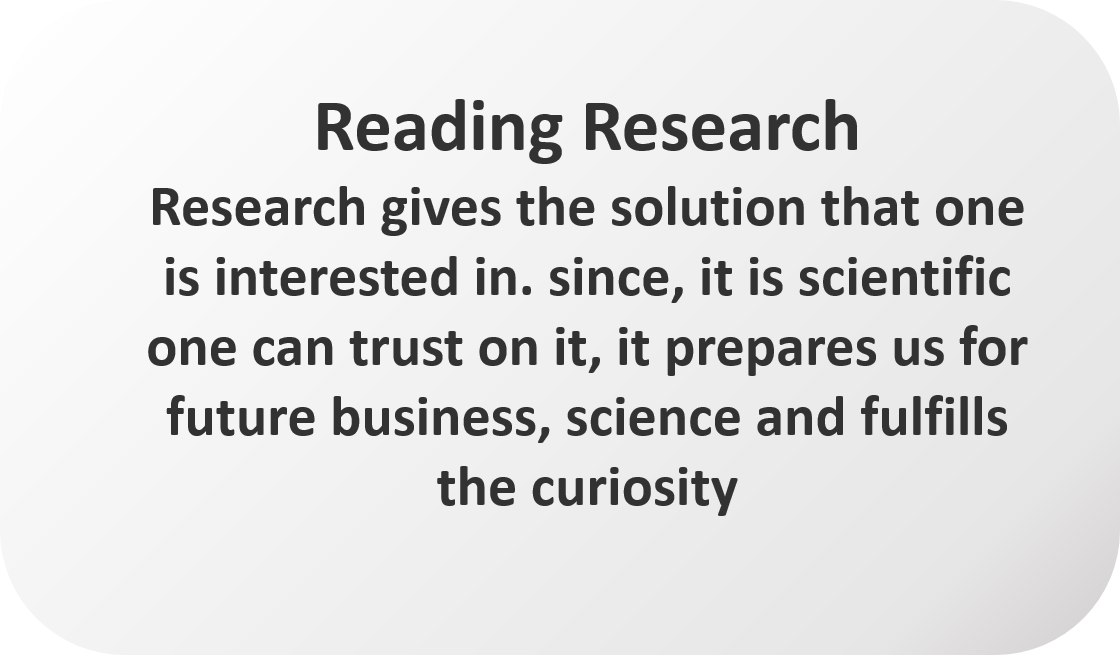 Reading Research
Research gives the solution that one
is interested in. since, it is scientific
one can trust on it, it prepares us for
future business, science and fulfills
the curiosity